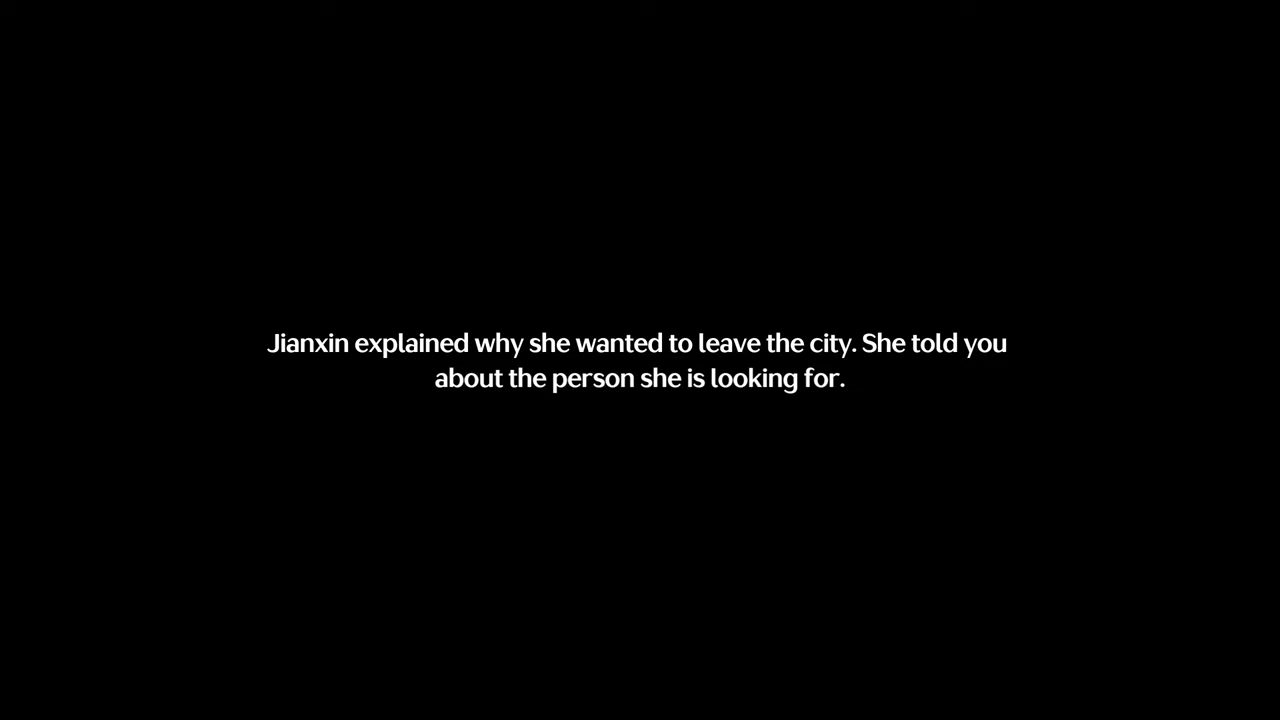 Jianxin explained why she wanted to leave the city. She told you
about the person she is looking for.